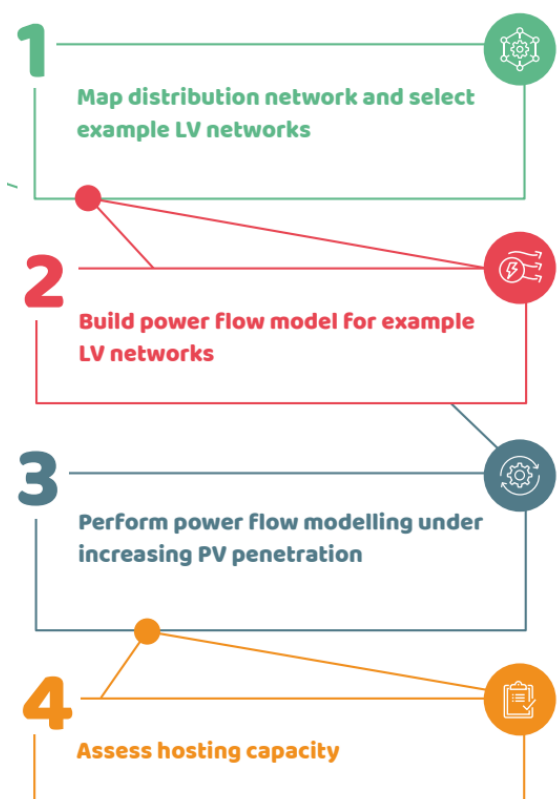 1
Map distribution network and select
example LV networks
2
Build power flow model for example
LV networks
3
Perform power flow modelling under
increasing PV penetration
4
Assess hosting capacity